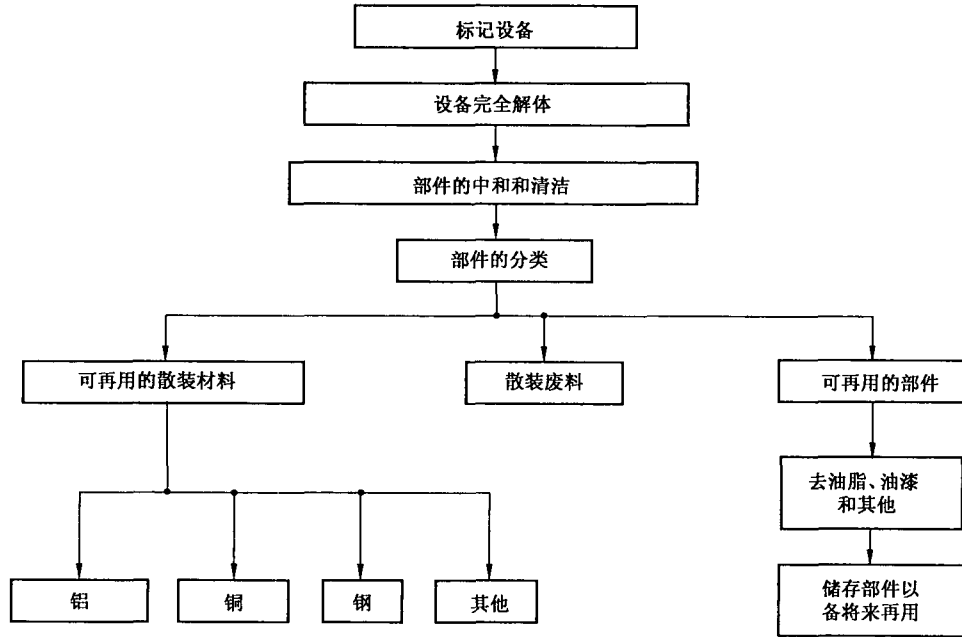 标记设备
设备完全解体
部件的中和和清洁
部件的分类
可再用的散装材料
散装废料
可再用的部件
去油脂、油漆
和其他
铝
铜
钢
其他
储存部件以
备将来再用